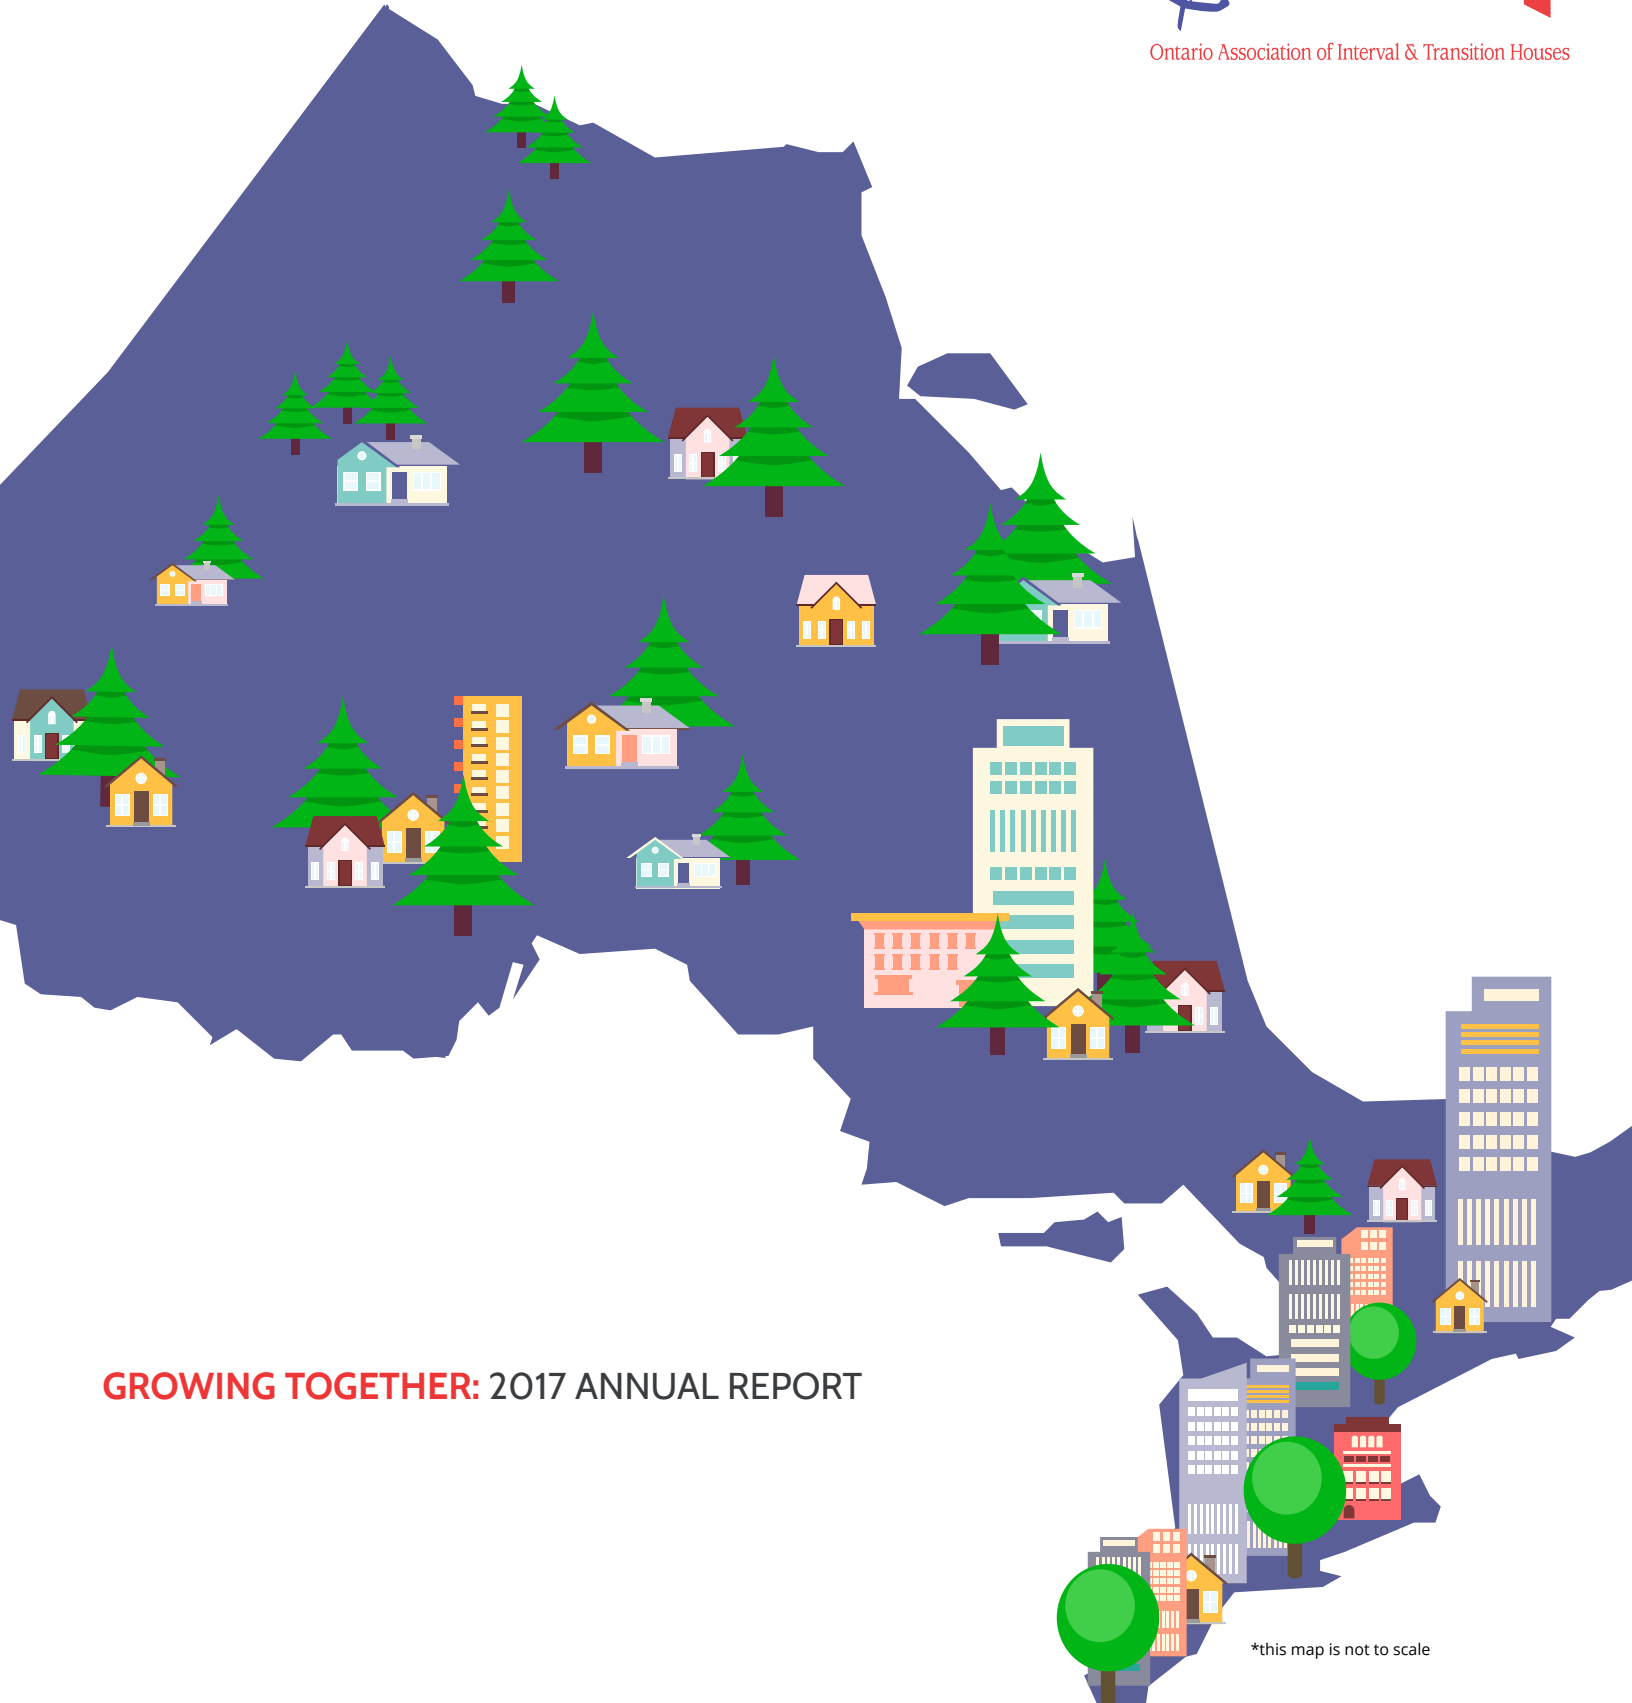 Ontario Association of Interval & Transition Houses
GROWING TOGETHER: 2017 ANNUAL REPORT
*this map is not to scale